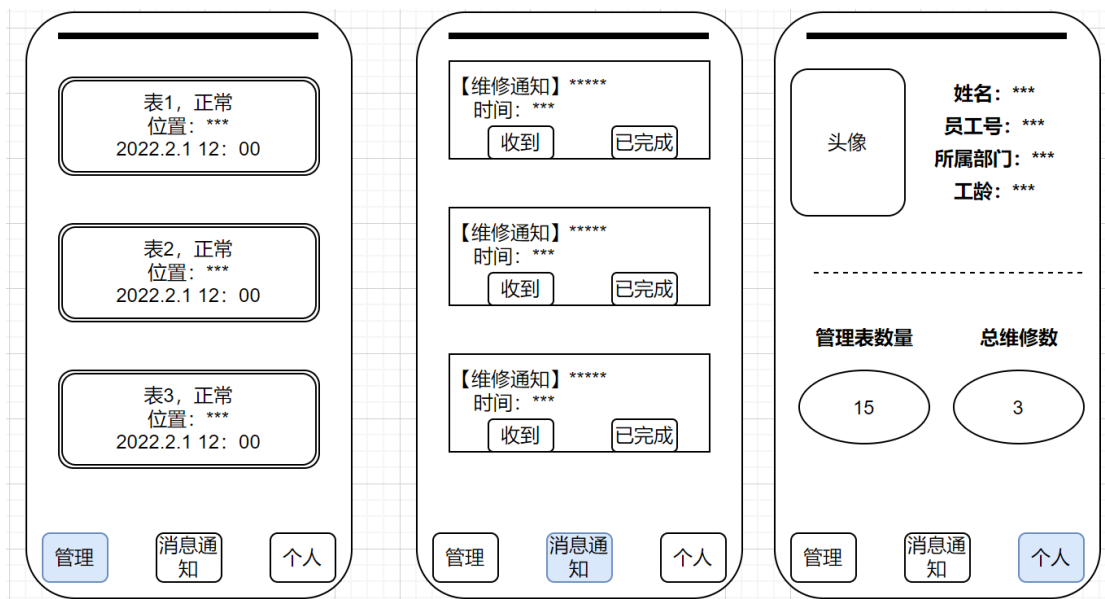 表1，正常
位置：***
2022.2.1 12：00
表2，正常
位置：***
2022.2.1 12：00
表3，正常
位置：***
2022.2.1 12：00
管理
消息通
知
个人
【维修通知】*****
时间：***
收到
已完成
【维修通知】*****
时间：***
收到
已完成
【维修通知】*****
时间：***
收到
已完成
管理
消息通
知
个人
头像
姓名：***
员工号：***
所属部门：***
工龄：***
管理表数量
总维修数
15
3
管理
消息通
知
个人